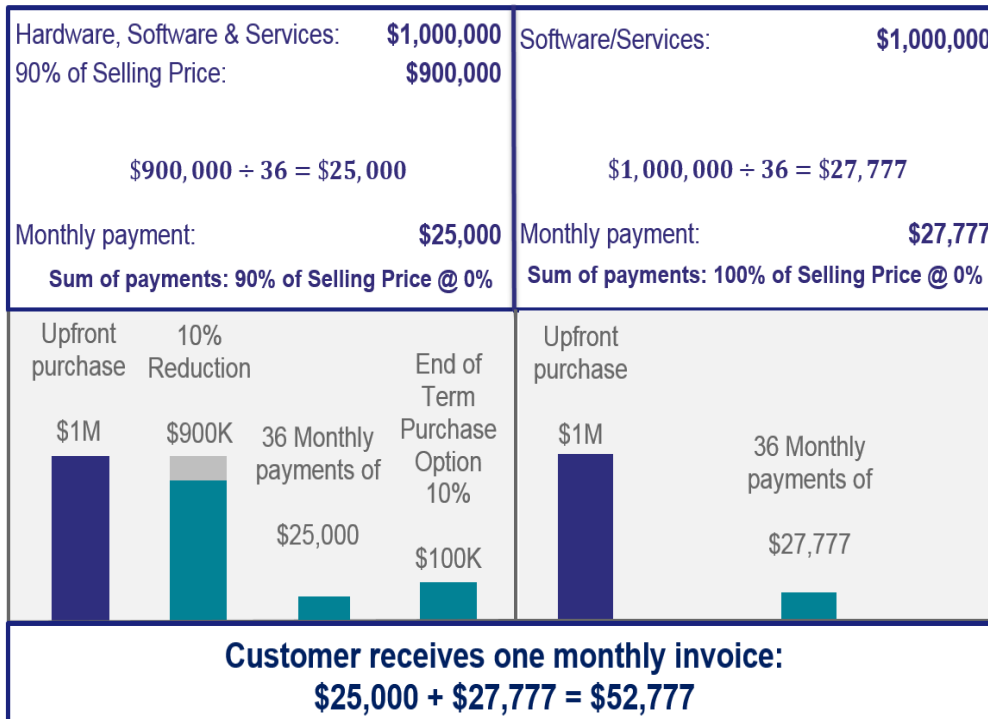 Hardware, Software & Services: $1,000,000
90% of Selling Price: $900,000
$900,000 ÷ 36 = $25,000
Monthly payment: $25,000
Sum of payments: 90% of Selling Price @ 0%
Software/Services: $1,000,000
$1,000,000 ÷ 36 = $27,777
Monthly payment: $27,777
Sum of payments: 100% of Selling Price @ 0%
Upfront
purchase
$1M
10%
Reduction
$900K
36 Monthly
payments of
$25,000
End of
Term
Purchase
Option
10%
$100K
Upfront
purchase
$1M
36 Monthly
payments of
$27,777
Customer receives one monthly invoice:
$25,000 + $27,777 = $52,777